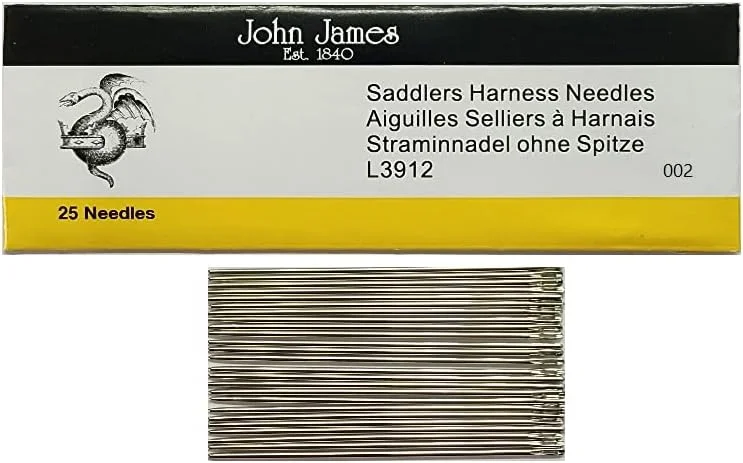 John James
Est. 1840
Saddlers Harness Needles
Aiguilles Selliers à Harnais
Straminnadel ohne Spitze
L3912 002
25 Needles